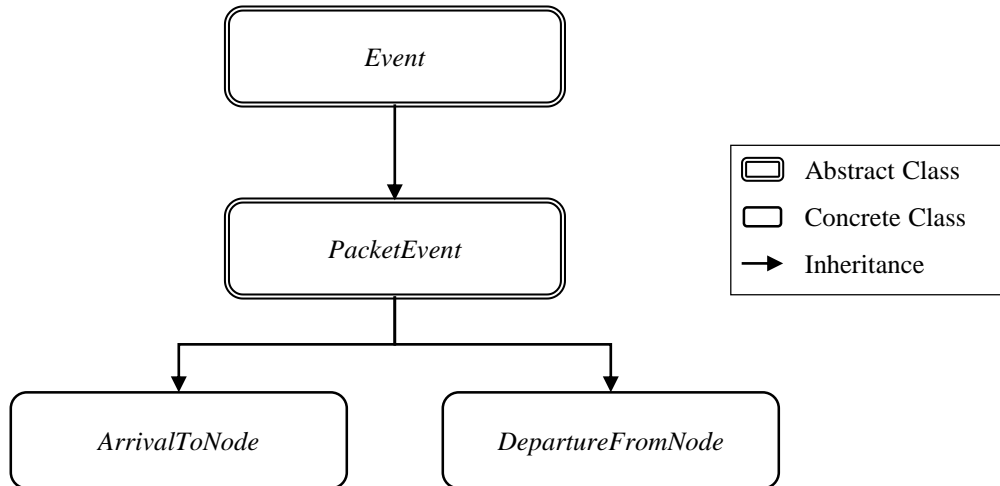 Event
Abstract Class
Concrete Class
PacketEvent
Inheritance
ArrivalToNode
DepartureFromNode